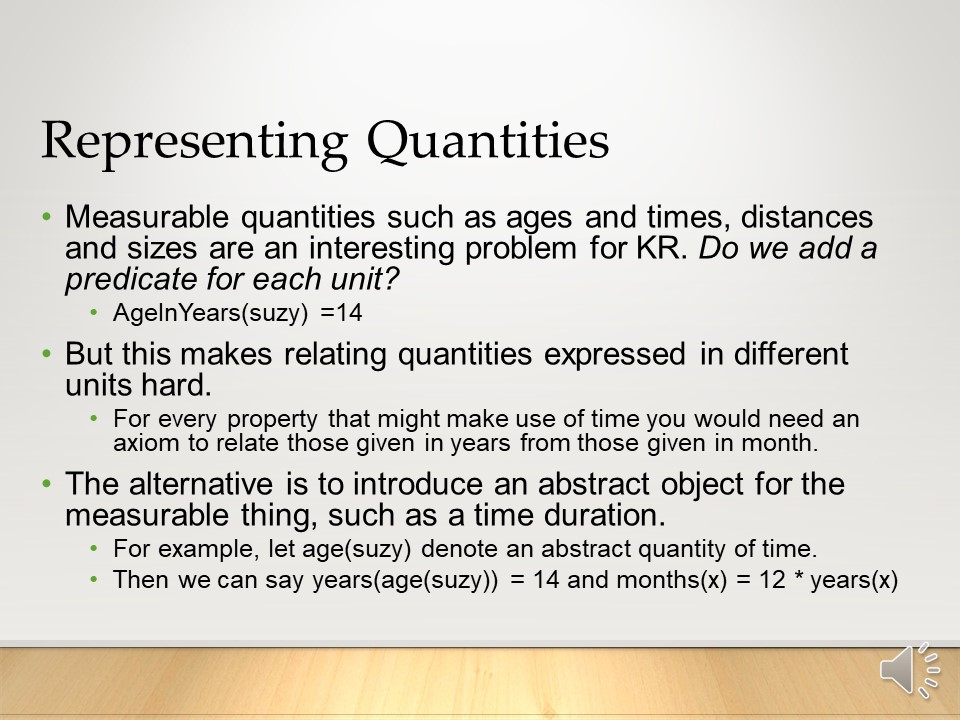 Representing Quantities
• Measurable quantities such as ages and times, distances
and sizes are an interesting problem for KR. Do we add a
predicate for each unit?
• AgeInYears(suzy) =14
• But this makes relating quantities expressed in different
units hard.
• For every property that might make use of time you would need an
axiom to relate those given in years from those given in month.
• The alternative is to introduce an abstract object for the
measurable thing, such as a time duration.
• For example, let age(suzy) denote an abstract quantity of time.
• Then we can say years(age(suzy)) = 14 and months(x) = 12 * years(x)